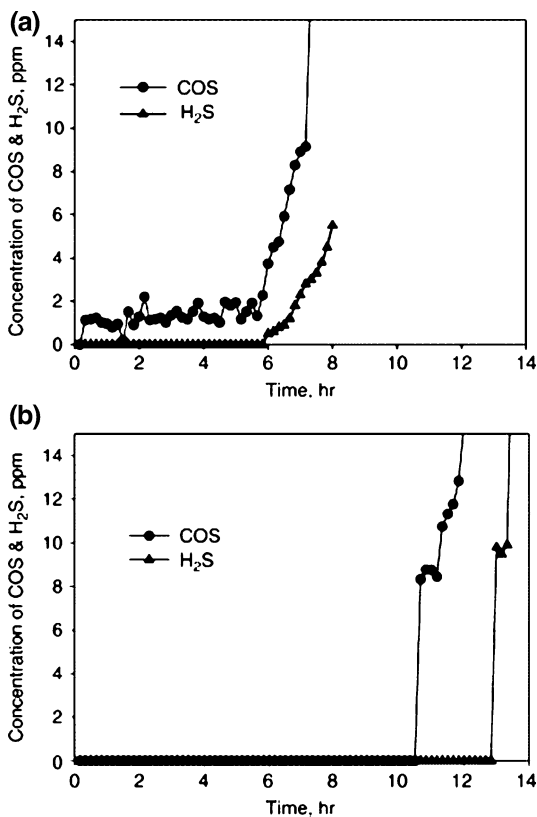 (a)
Concentration of COS & H₂S, ppm
14
12
10
8
6
4
2
0
COS
H₂S
0 2 4 6 8 10 12 14
Time, hr
(b)
Concentration of COS & H₂S, ppm
14
12
10
8
6
4
2
0
COS
H₂S
0 2 4 6 8 10 12 14
Time, hr